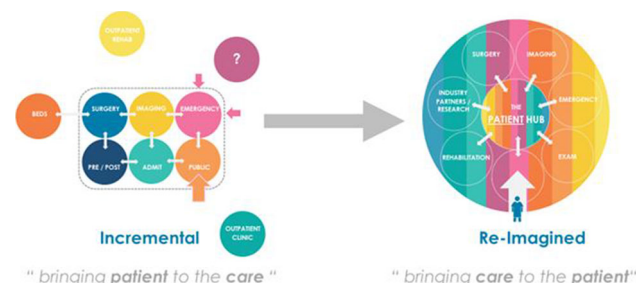 OUTPATIENT
REHAB
?
BEDS
SURGERY
IMAGING
EMERGENCY
PRE / POST
ADMIT
PUBLIC
OUTPATIENT
CLINIC
Incremental
" bringing patient to the care "
SURGERY
IMAGING
INDUSTRY
PARTNERS /
RESEARCH
THE
PATIENT HUB
EMERGENCY
REHABILITATION
EXAM
Re-Imagined
" bringing care to the patient"